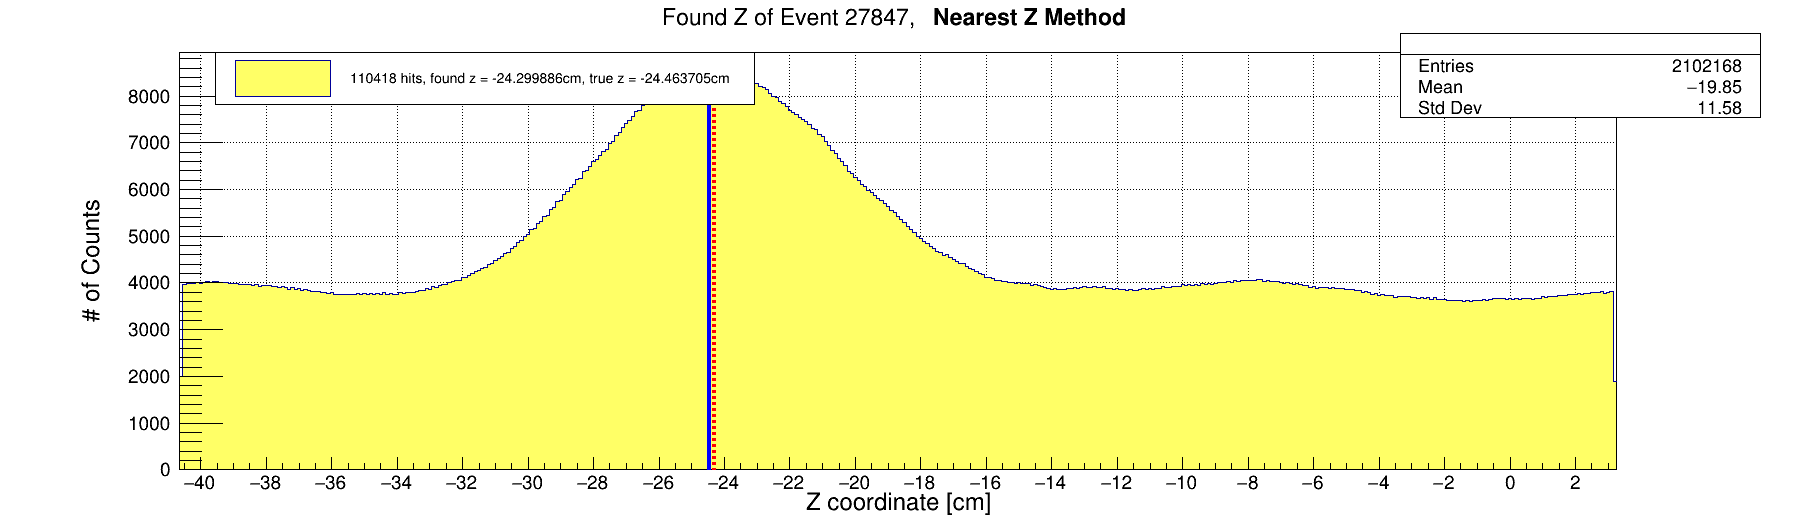 Found Z of Event 27847, Nearest Z Method
110418 hits, found z = -24.299886cm, true z = -24.463705cm
Entries 2102168
Mean −19.85
Std Dev 11.58
# of Counts
8000
7000
6000
5000
4000
3000
2000
1000
0
−40 −38 −36 −34 −32 −30 −28 −26 −24 −22 −20 −18 −16 −14 −12 −10 −8 −6 −4 −2 0 2
Z coordinate [cm]